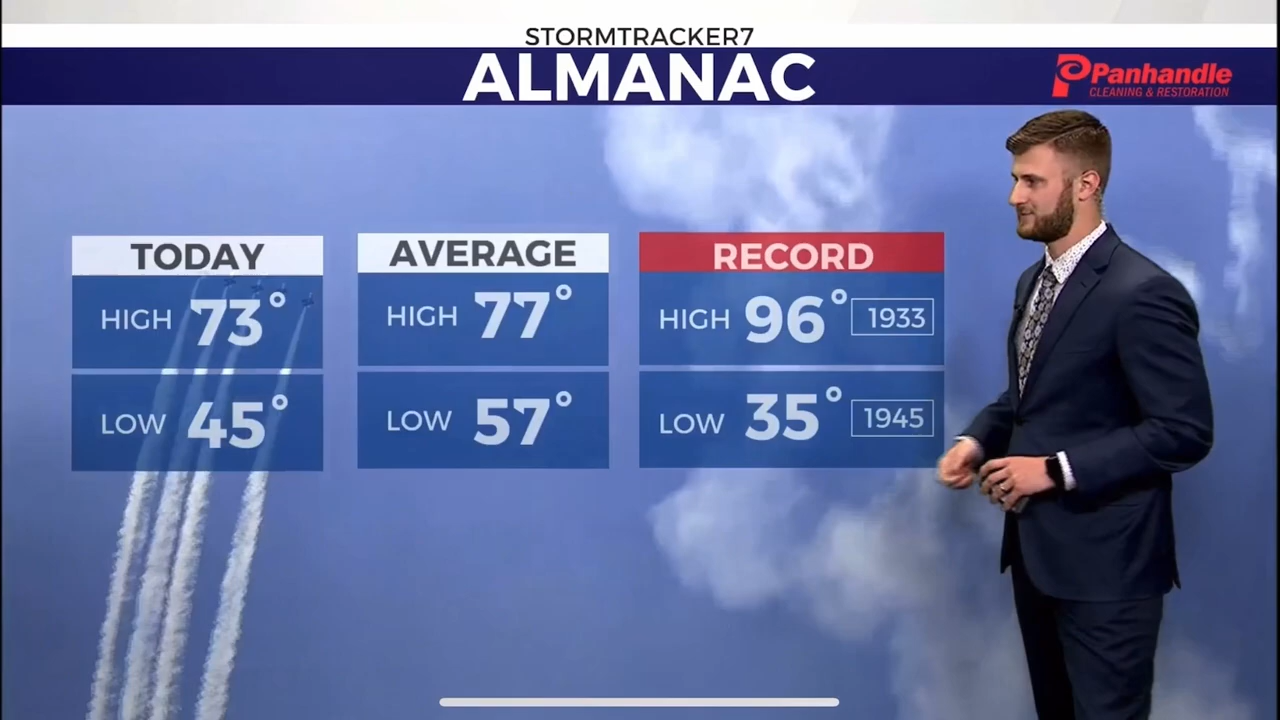 STORMTRACKER7
ALMANAC
Panhandle
CLEANING & RESTORATION
TODAY
HIGH 73°
LOW 45°
AVERAGE
HIGH 77°
LOW 57°
RECORD
HIGH 96° 1933
LOW 35° 1945